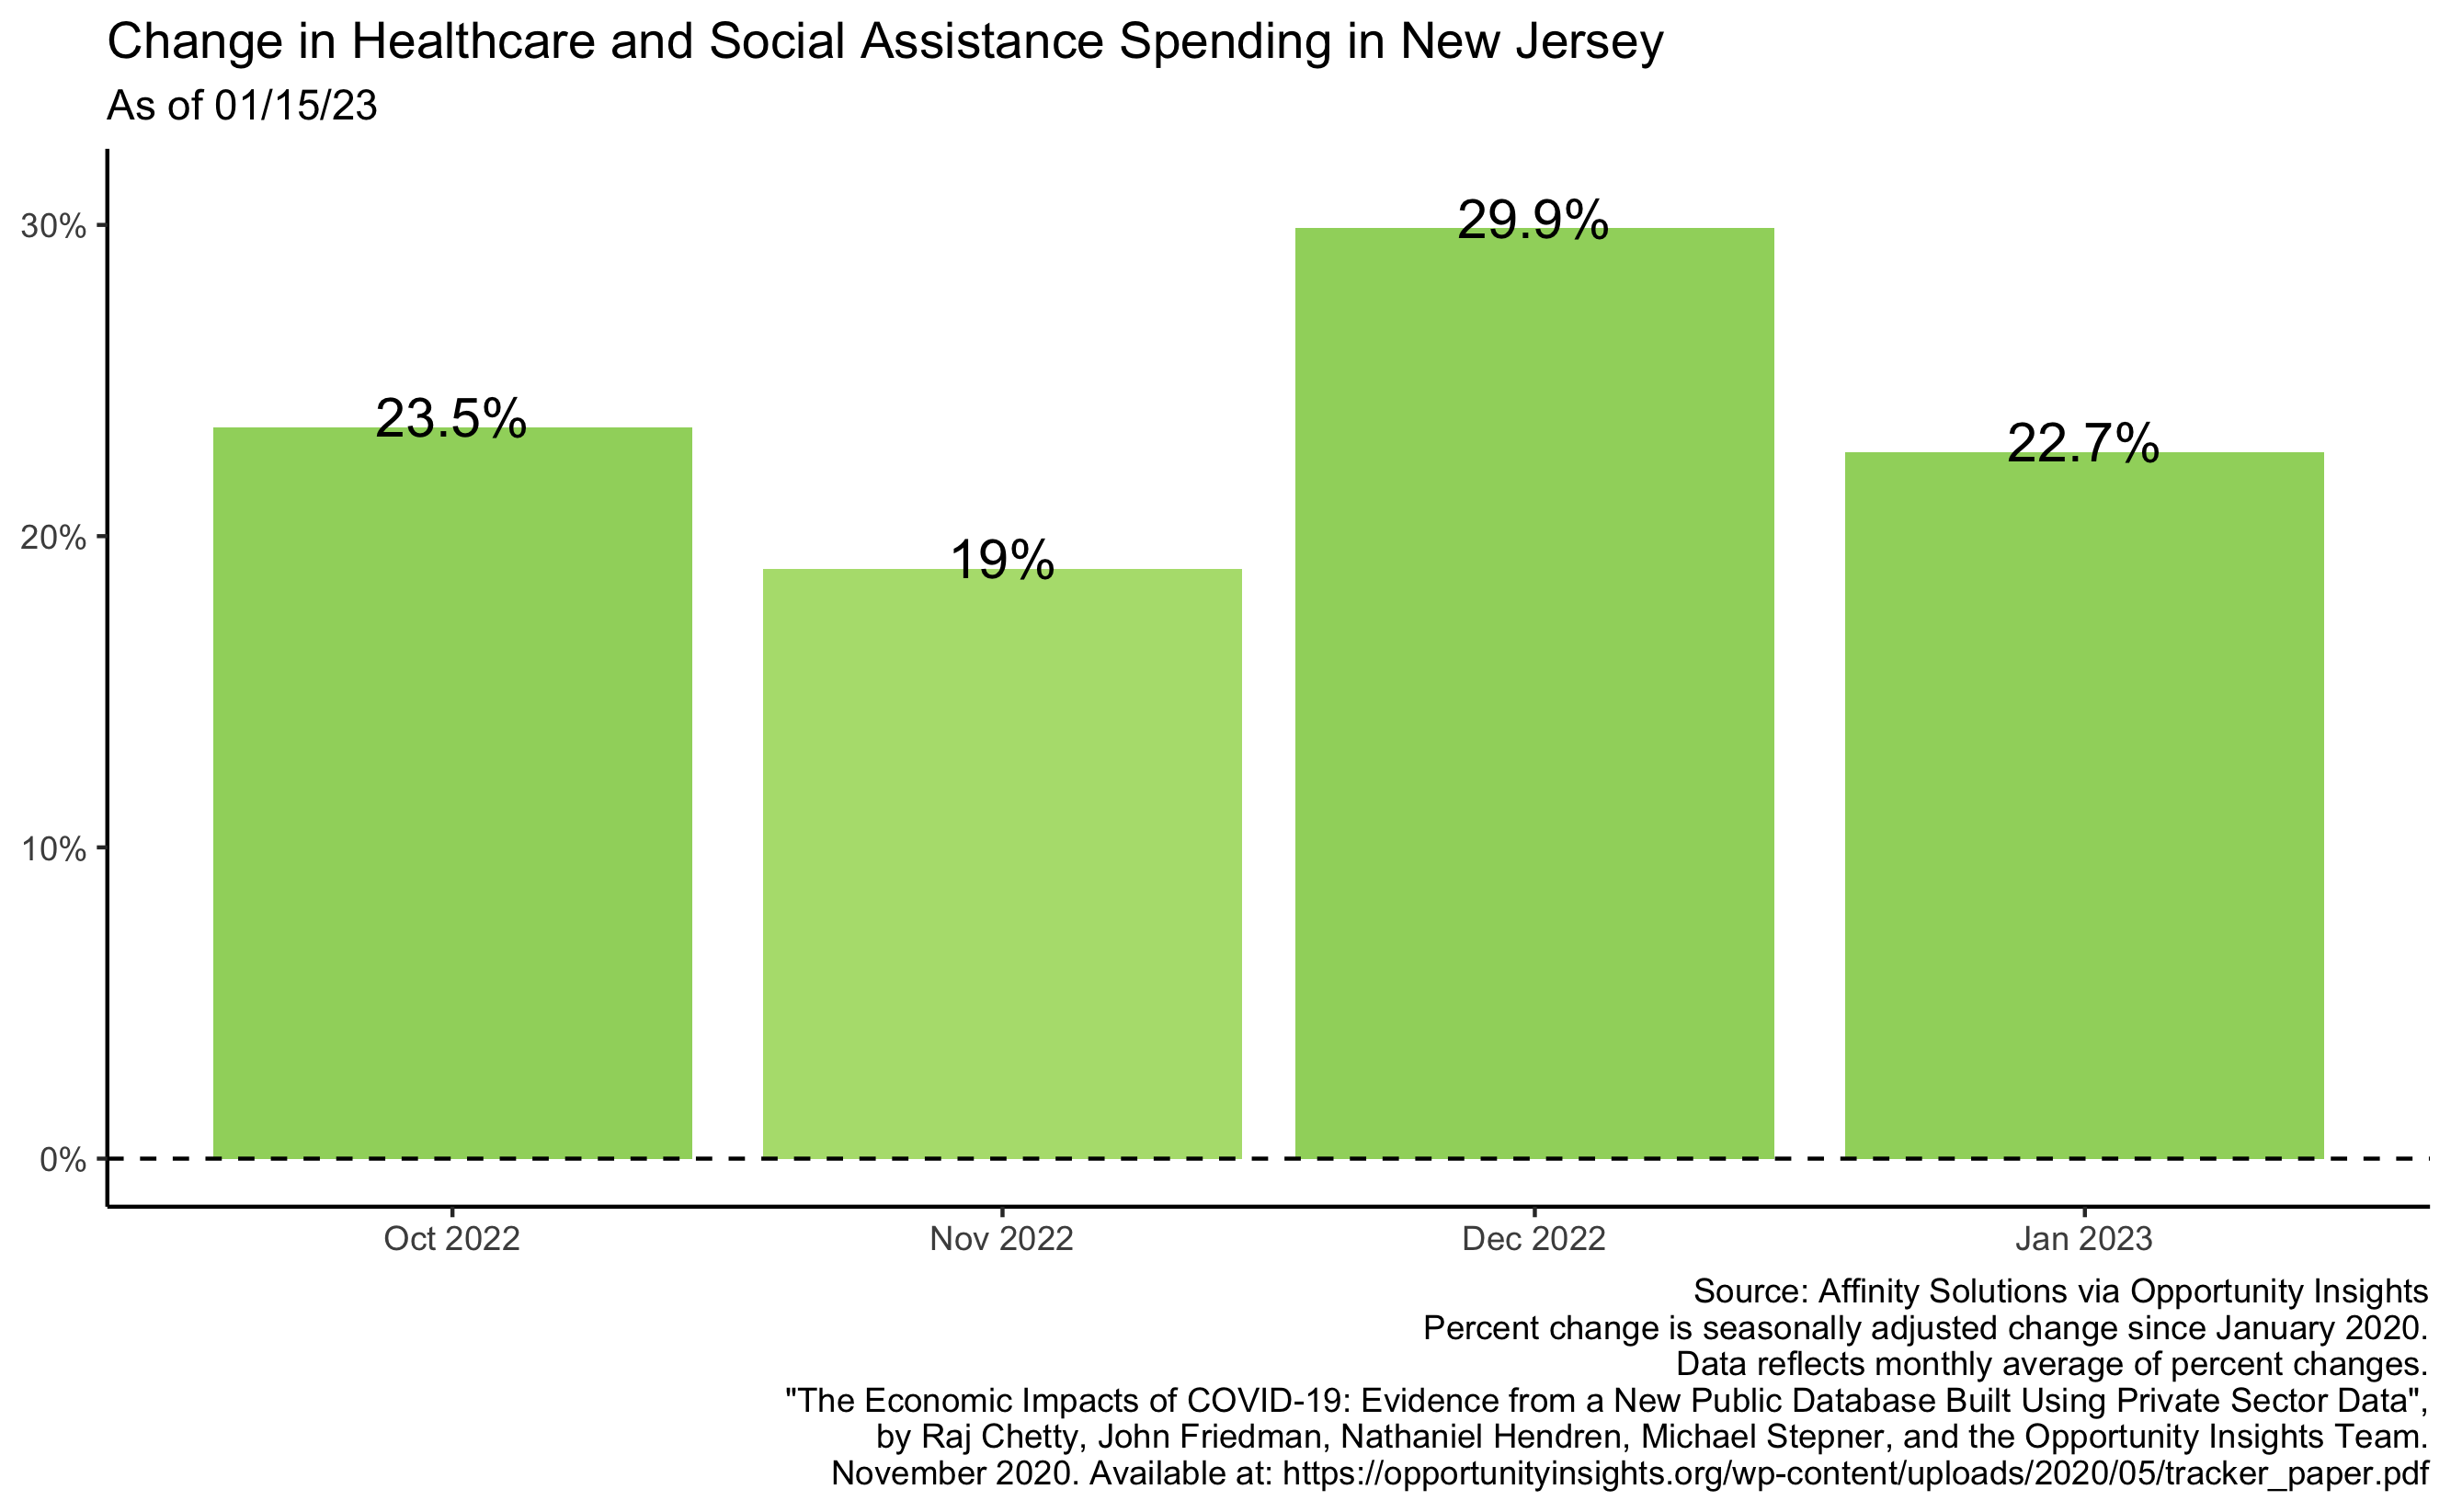 Change in Healthcare and Social Assistance Spending in New Jersey
As of 01/15/23
30%
20%
10%
0%
23.5%
19%
29.9%
22.7%
Oct 2022
Nov 2022
Dec 2022
Jan 2023
Source: Affinity Solutions via Opportunity Insights
Percent change is seasonally adjusted change since January 2020.
Data reflects monthly average of percent changes.
"The Economic Impacts of COVID-19: Evidence from a New Public Database Built Using Private Sector Data",
by Raj Chetty, John Friedman, Nathaniel Hendren, Michael Stepner, and the Opportunity Insights Team.
November 2020. Available at: https://opportunityinsights.org/wp-content/uploads/2020/05/tracker_paper.pdf